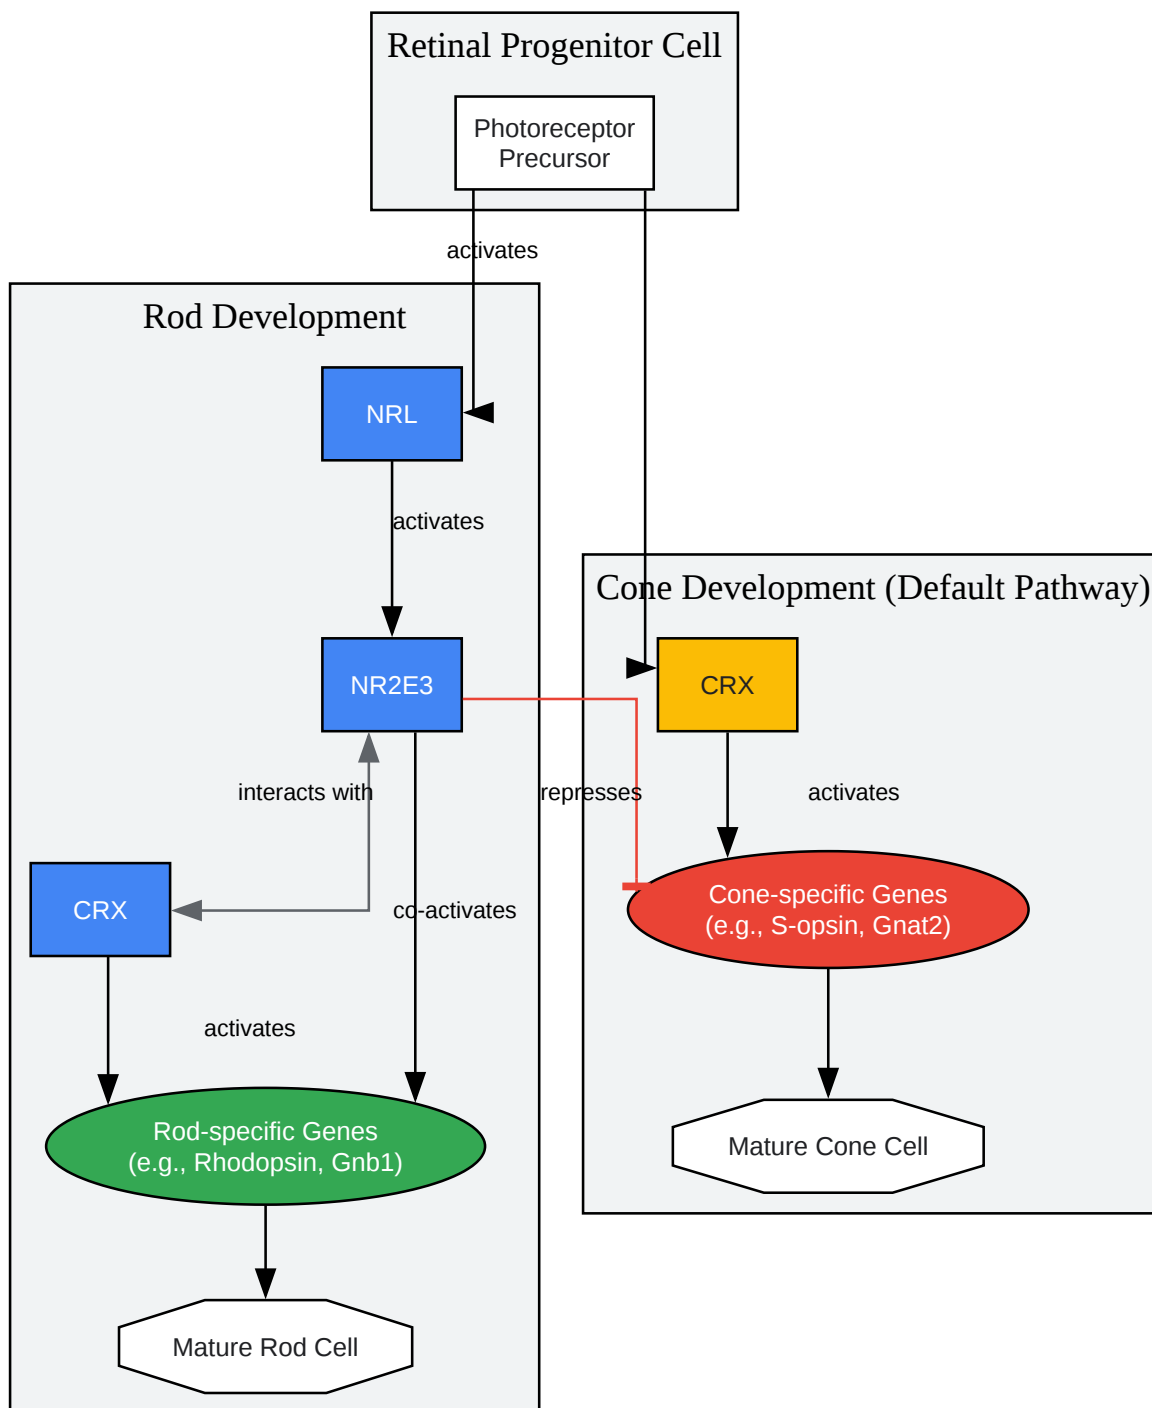 Retinal Progenitor Cell
Photoreceptor
Precursor
activates
Rod Development
NRL
activates
Cone Development (Default Pathway)
NR2E3
CRX
interacts with
represses
activates
CRX
co-activates
Cone-specific Genes
(e.g., S-opsin, Gnat2)
activates
Rod-specific Genes
(e.g., Rhodopsin, Gnb1)
Mature Cone Cell
Mature Rod Cell